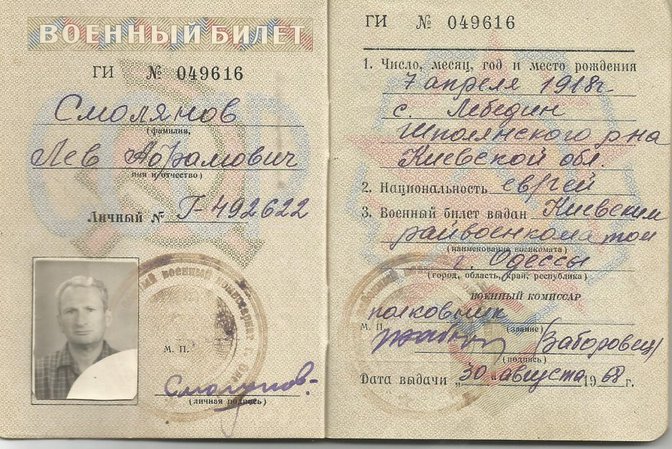 ВОЕННЫЙ БИЛЕТ
ГИ № 049616
Смолянов
(фамилия,
Лев Абрамович
имя и отчество)
Личный № Г-492622
М. П.
Смолянов
(личная подпись)
ГИ № 049616
1. Число, месяц, год и место рождения
7 апреля 1918 г.
с. Лебедин
Шполянского р-на
Киевской обл.
2. Национальность еврей
3. Военный билет выдан Киевским
райвоенкоматом
(наименование военкомата)
г. Одессы
(город, область, край, республика)
ВОЕННЫЙ КОМИССАР
полковник
М. П. (звание)
Заборовец
(подпись)
Дата выдачи „30 августа 1968 г.